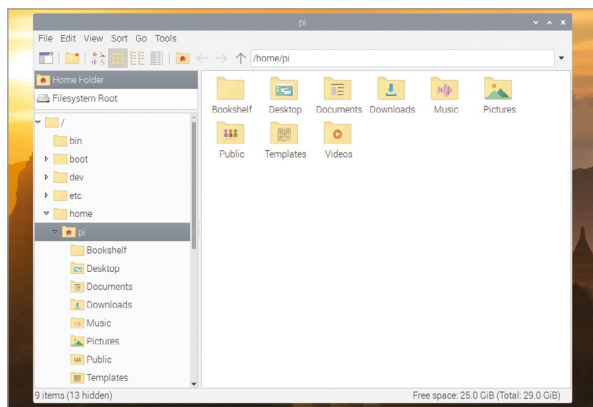 pi
File Edit View Sort Go Tools
/home/pi
Home Folder
Filesystem Root
/
bin
boot
dev
etc
home
pi
Bookshelf
Desktop
Documents
Downloads
Music
Pictures
Public
Templates
Bookshelf Desktop Documents Downloads Music Pictures
Public Templates Videos
9 items (13 hidden)
Free space: 25.0 GiB (Total: 29.0 GiB)